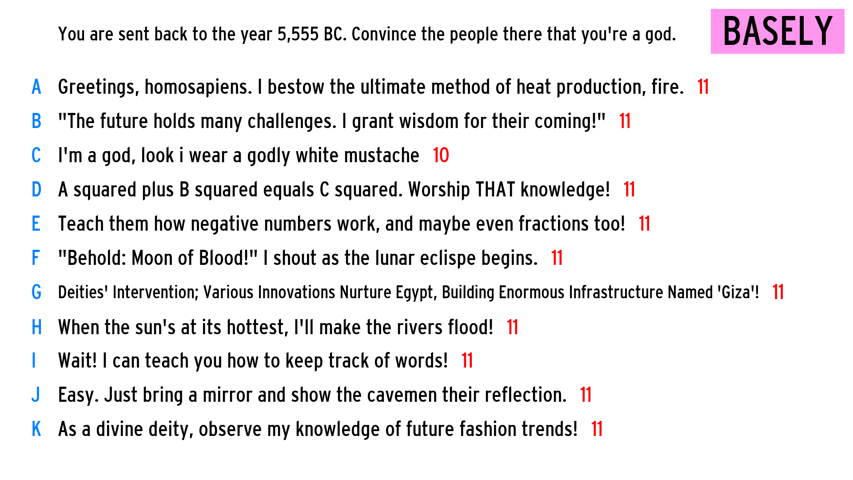 You are sent back to the year 5,555 BC. Convince the people there that you're a god.
BASELY
A Greetings, homosapiens. I bestow the ultimate method of heat production, fire. 11
B "The future holds many challenges. I grant wisdom for their coming!" 11
C I'm a god, look i wear a godly white mustache 10
D A squared plus B squared equals C squared. Worship THAT knowledge! 11
E Teach them how negative numbers work, and maybe even fractions too! 11
F "Behold: Moon of Blood!" I shout as the lunar eclispe begins. 11
G Deities' Intervention; Various Innovations Nurture Egypt, Building Enormous Infrastructure Named 'Giza'! 11
H When the sun's at its hottest, I'll make the rivers flood! 11
I Wait! I can teach you how to keep track of words! 11
J Easy. Just bring a mirror and show the cavemen their reflection. 11
K As a divine deity, observe my knowledge of future fashion trends! 11